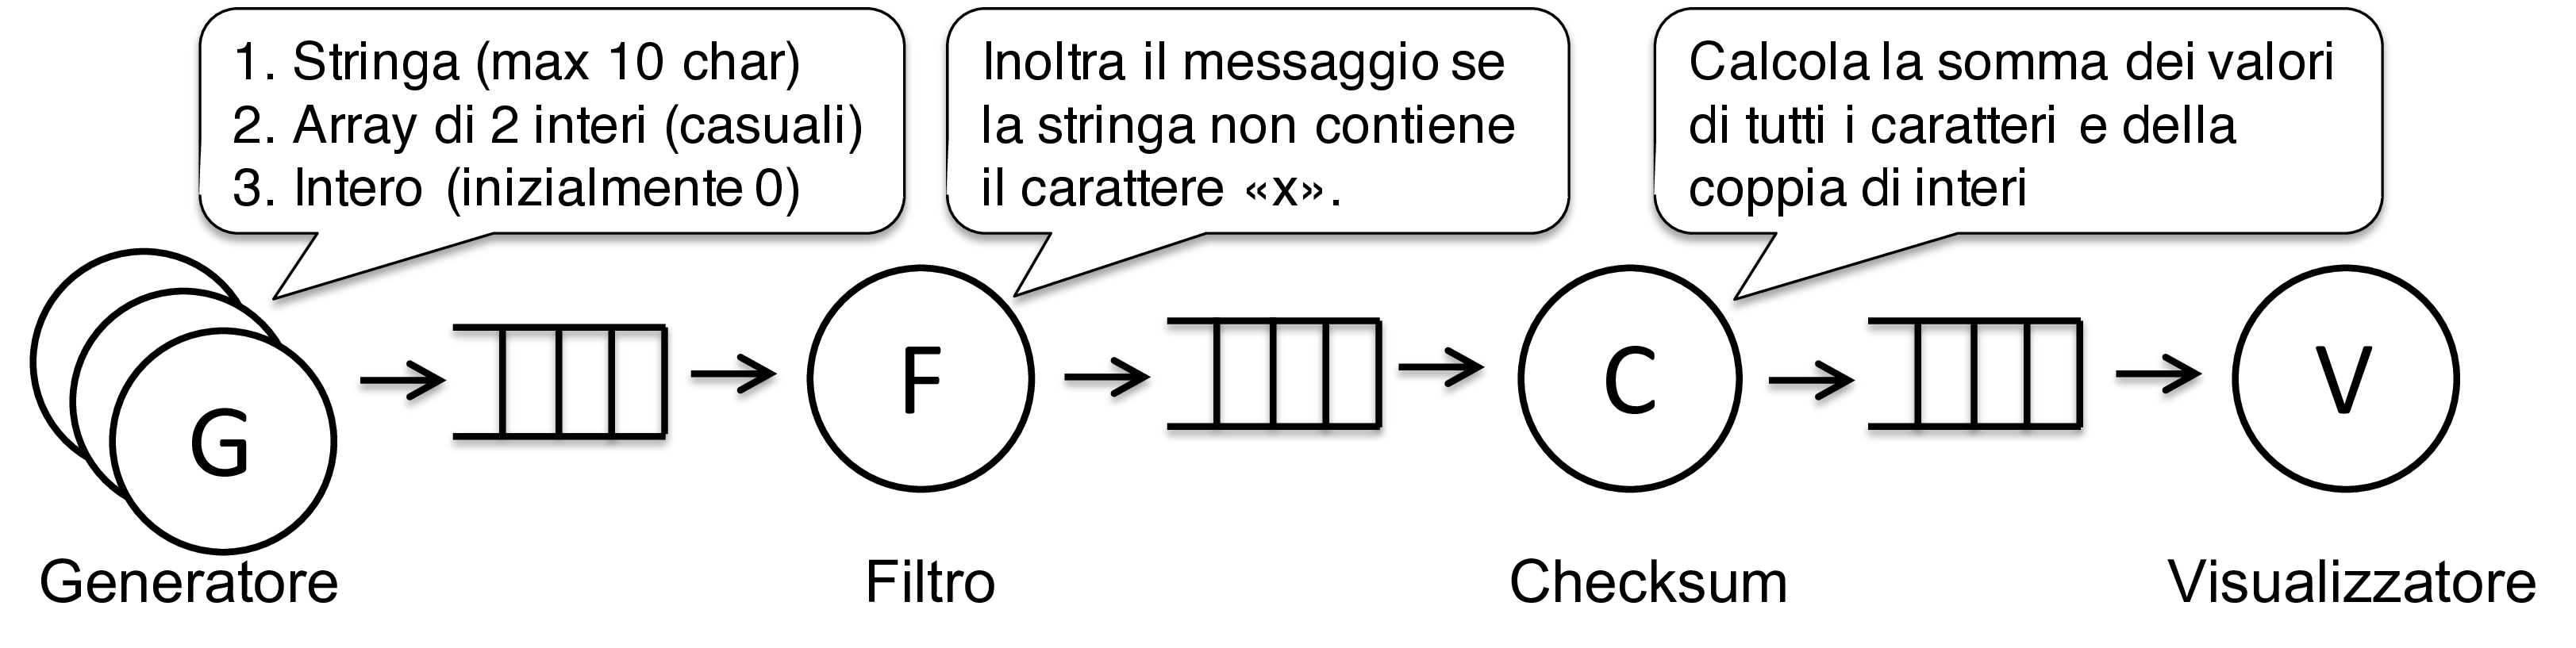 1. Stringa (max 10 char)
2. Array di 2 interi (casuali)
3. Intero (inizialmente 0)
Inoltra il messaggio se
la stringa non contiene
il carattere «x».
Calcola la somma dei valori
di tutti i caratteri e della
coppia di interi
G
F
C
V
Generatore
Filtro
Checksum
Visualizzatore